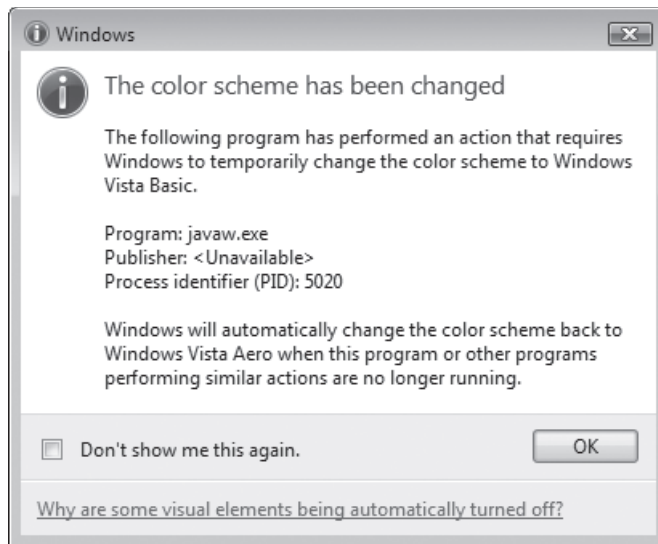 Windows
The color scheme has been changed
The following program has performed an action that requires
Windows to temporarily change the color scheme to Windows
Vista Basic.
Program: javaw.exe
Publisher: <Unavailable>
Process identifier (PID): 5020
Windows will automatically change the color scheme back to
Windows Vista Aero when this program or other programs
performing similar actions are no longer running.
Don't show me this again.
OK
Why are some visual elements being automatically turned off?